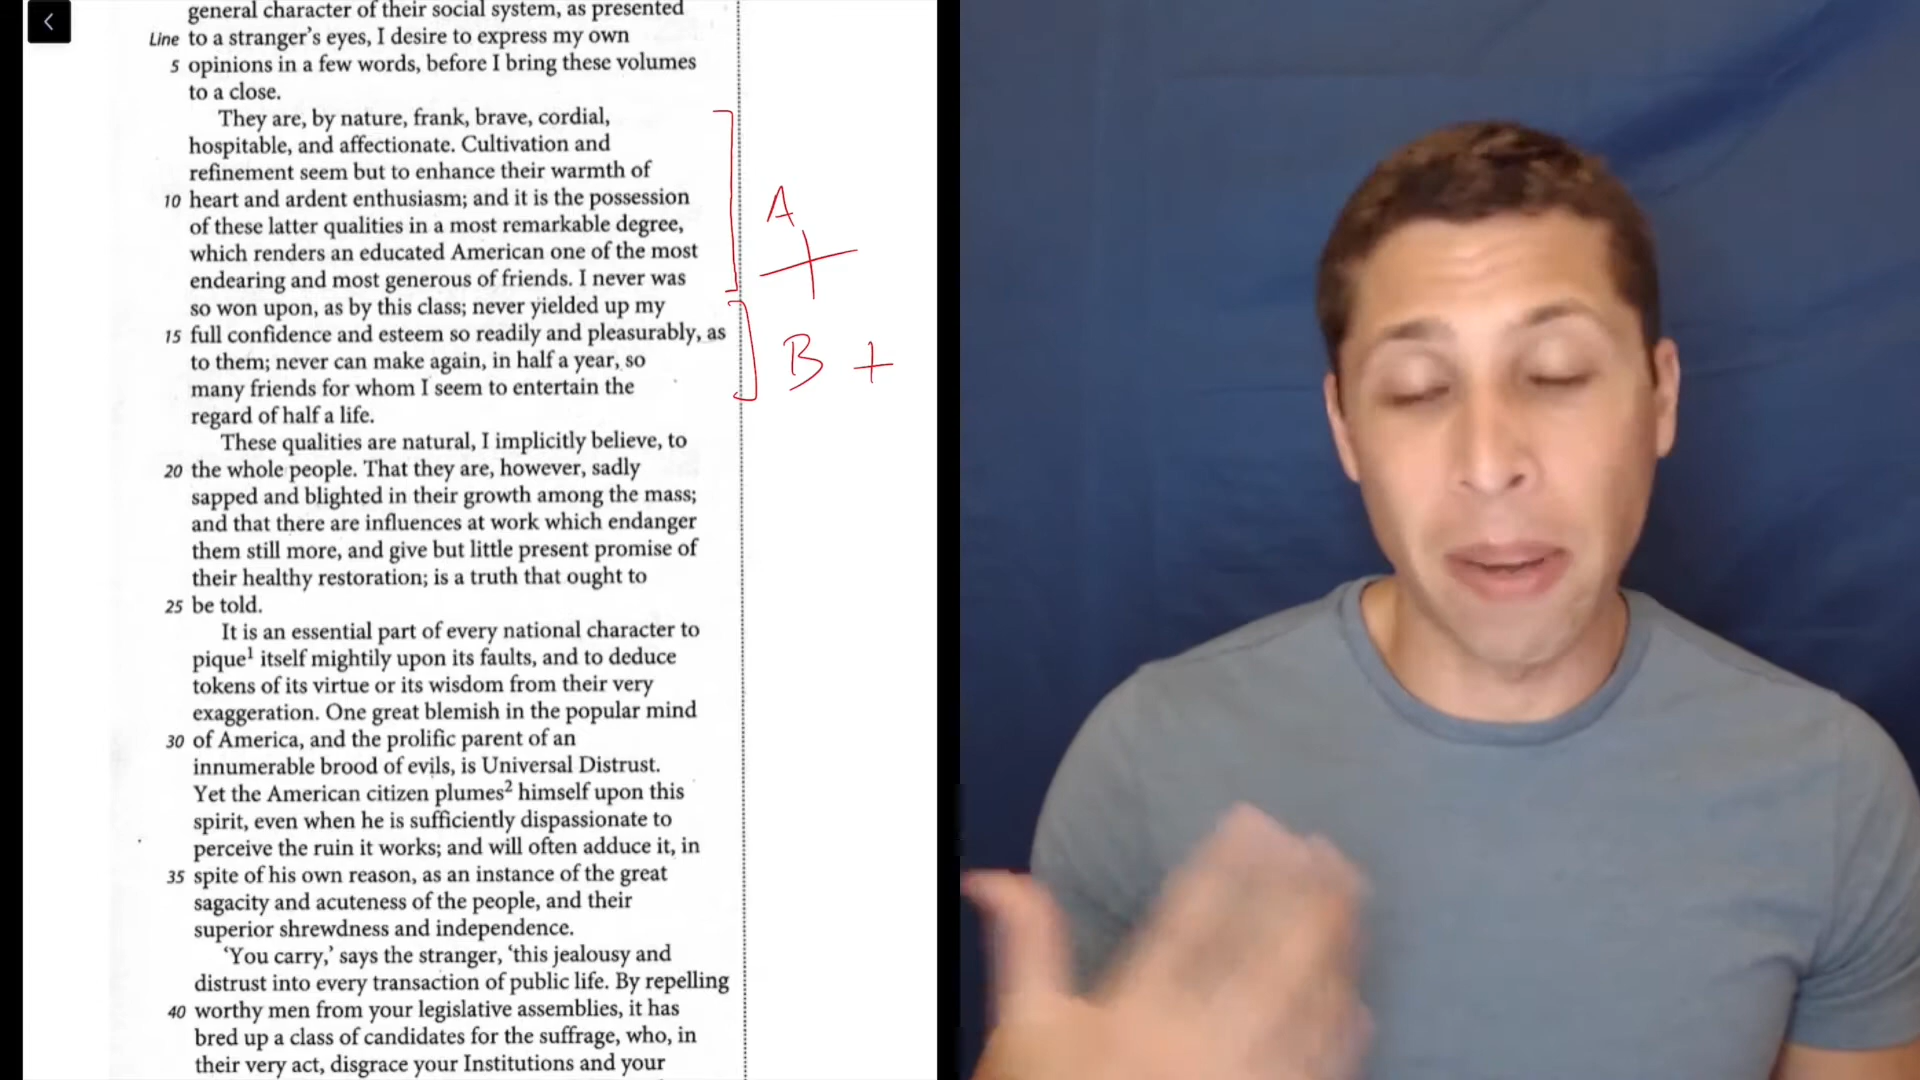 general character of their social system, as presented
Line to a stranger's eyes, I desire to express my own
5 opinions in a few words, before I bring these volumes
to a close.
They are, by nature, frank, brave, cordial,
hospitable, and affectionate. Cultivation and
refinement seem but to enhance their warmth of
10 heart and ardent enthusiasm; and it is the possession
of these latter qualities in a most remarkable degree,
which renders an educated American one of the most
endearing and most generous of friends. I never was
so won upon, as by this class; never yielded up my
15 full confidence and esteem so readily and pleasurably, as
to them; never can make again, in half a year, so
many friends for whom I seem to entertain the
regard of half a life.
These qualities are natural, I implicitly believe, to
20 the whole people. That they are, however, sadly
sapped and blighted in their growth among the mass;
and that there are influences at work which endanger
them still more, and give but little present promise of
their healthy restoration; is a truth that ought to
25 be told.
It is an essential part of every national character to
pique¹ itself mightily upon its faults, and to deduce
tokens of its virtue or its wisdom from their very
exaggeration. One great blemish in the popular mind
30 of America, and the prolific parent of an
innumerable brood of evils, is Universal Distrust.
Yet the American citizen plumes² himself upon this
spirit, even when he is sufficiently dispassionate to
perceive the ruin it works; and will often adduce it, in
35 spite of his own reason, as an instance of the great
sagacity and acuteness of the people, and their
superior shrewdness and independence.
'You carry,' says the stranger, 'this jealousy and
distrust into every transaction of public life. By repelling
40 worthy men from your legislative assemblies, it has
bred up a class of candidates for the suffrage, who, in
their very act, disgrace your Institutions and your
A
+
B +